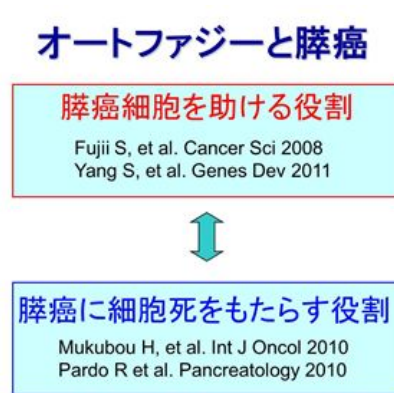 オートファジーと膵癌
膵癌細胞を助ける役割
Fujii S, et al. Cancer Sci 2008
Yang S, et al. Genes Dev 2011
膵癌に細胞死をもたらす役割
Mukubou H, et al. Int J Oncol 2010
Pardo R et al. Pancreatology 2010